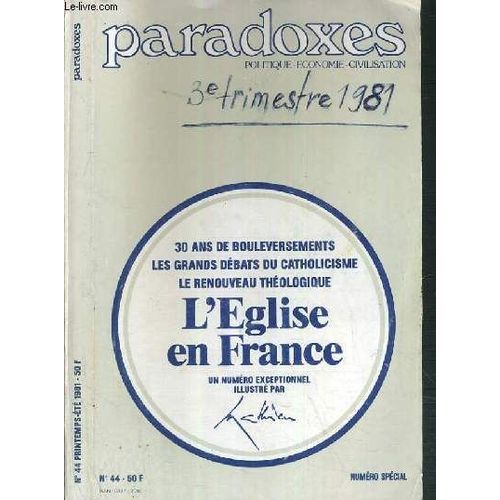 Le-livre.com
paradoxes
POLITIQUE-ECONOMIE-CIVILISATION
3e trimestre 1981
30 ANS DE BOULEVERSEMENTS
LES GRANDS DÉBATS DU CATHOLICISME
LE RENOUVEAU THÉOLOGIQUE
L'Eglise
en France
UN NUMÉRO EXCEPTIONNEL
ILLUSTRÉ PAR
N° 44 - 50 F
NUMÉRO SPÉCIAL
paradoxes
N° 44 PRINTEMPS-ÉTÉ 1981 - 50 F